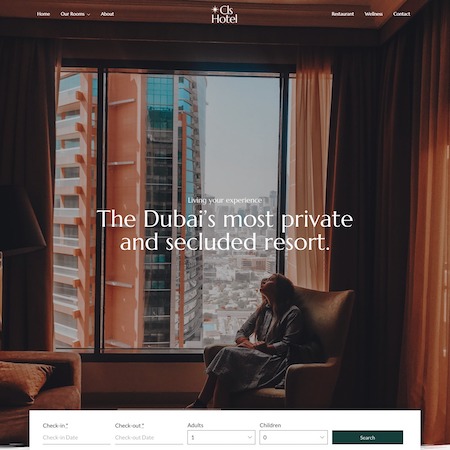 Home Our Rooms About
Cls
Hotel
Restaurant Wellness Contact
Living your experience
The Dubai's most private
and secluded resort.
Check-in * Check-out * Adults Children
Check-in Date Check-out Date 1 0 Search